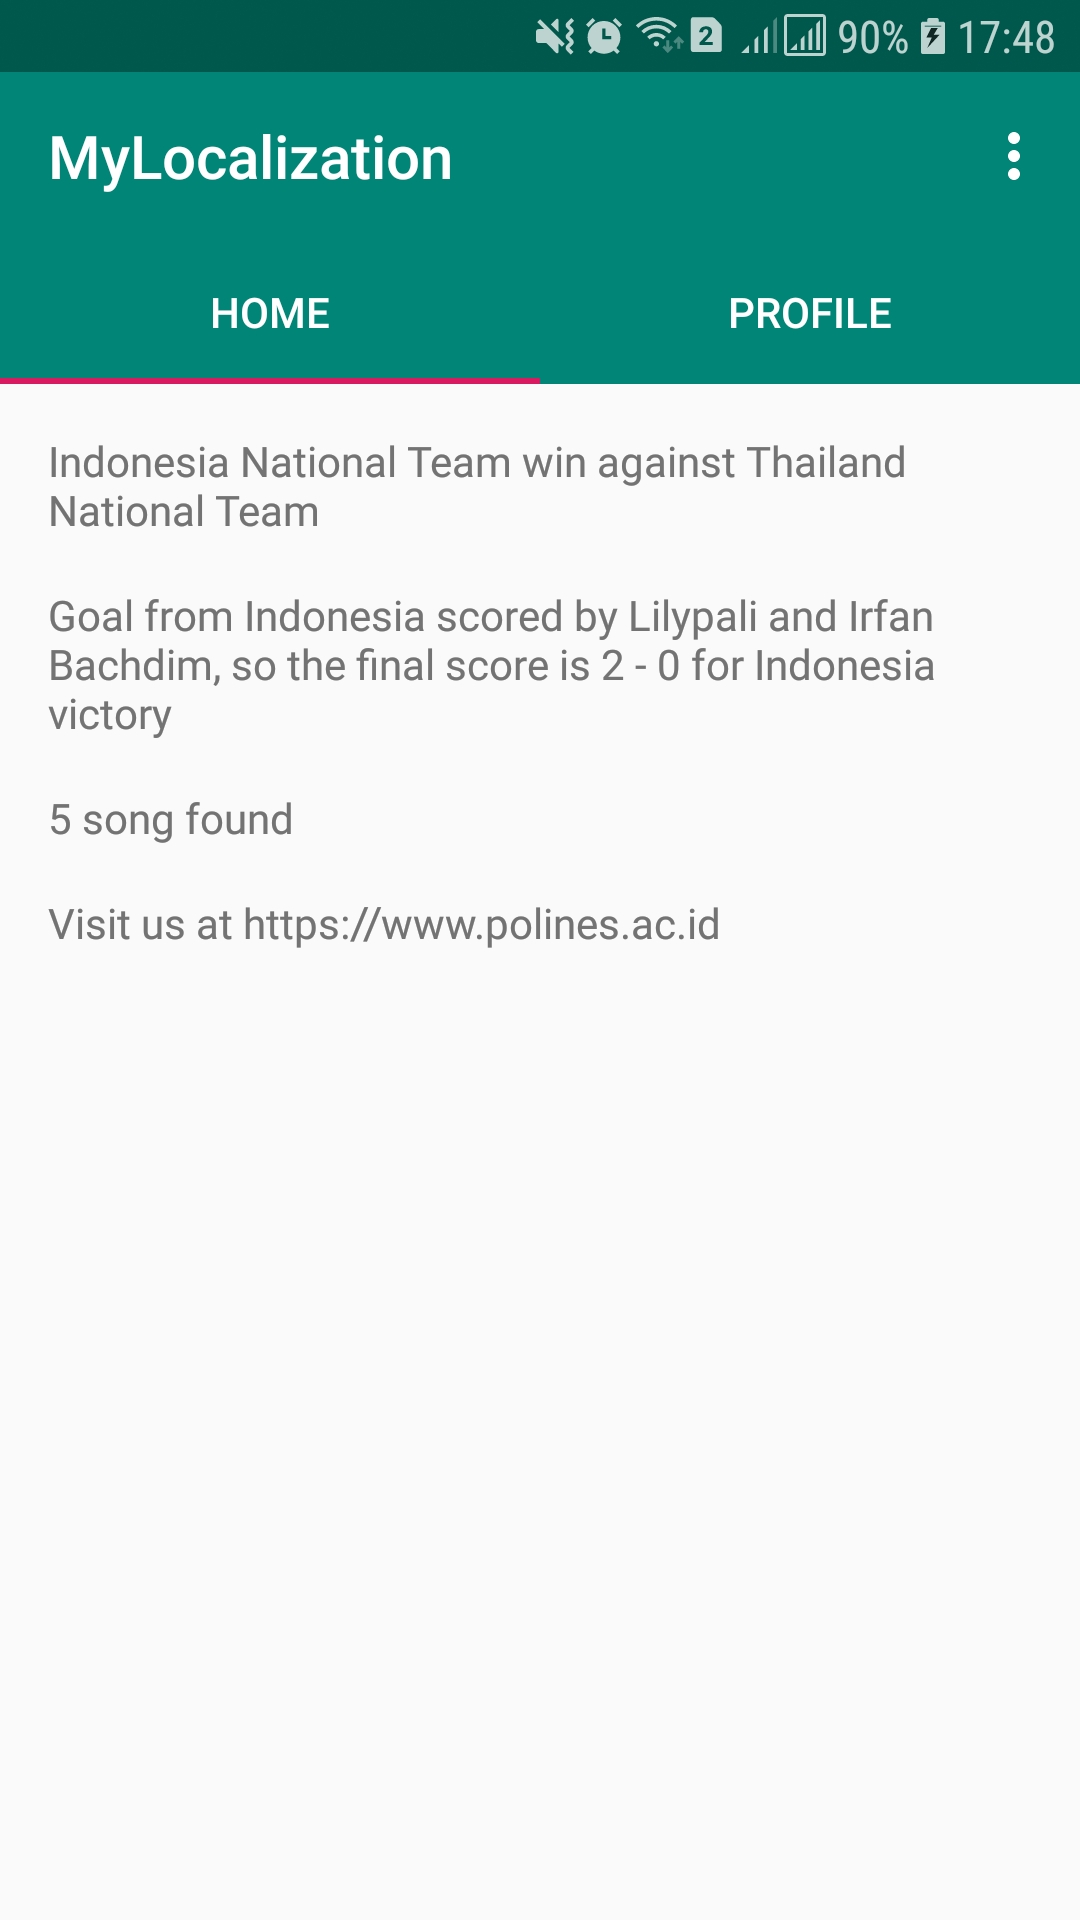 2 90% 17:48
MyLocalization
HOME PROFILE
Indonesia National Team win against Thailand
National Team
Goal from Indonesia scored by Lilypali and Irfan
Bachdim, so the final score is 2 - 0 for Indonesia
victory
5 song found
Visit us at https://www.polines.ac.id